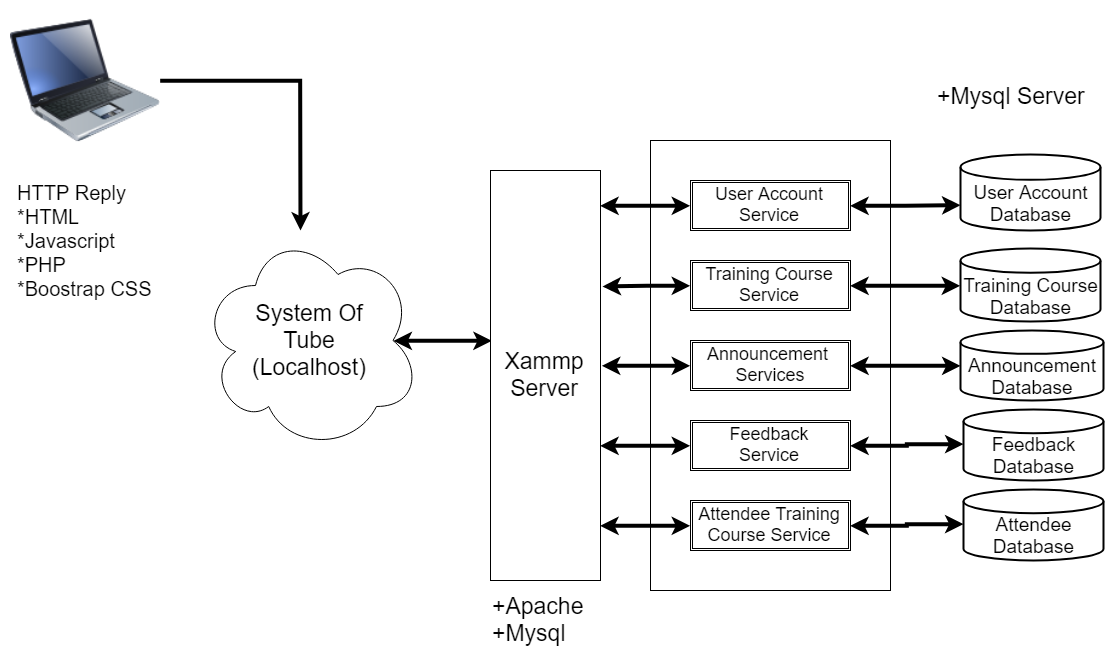 +Mysql Server
HTTP Reply
*HTML
*Javascript
*PHP
*Boostrap CSS
System Of
Tube
(Localhost)
Xammp
Server
+Apache
+Mysql
User Account
Service
Training Course
Service
Announcement
Services
Feedback
Service
Attendee Training
Course Service
User Account
Database
Training Course
Database
Announcement
Database
Feedback
Database
Attendee
Database